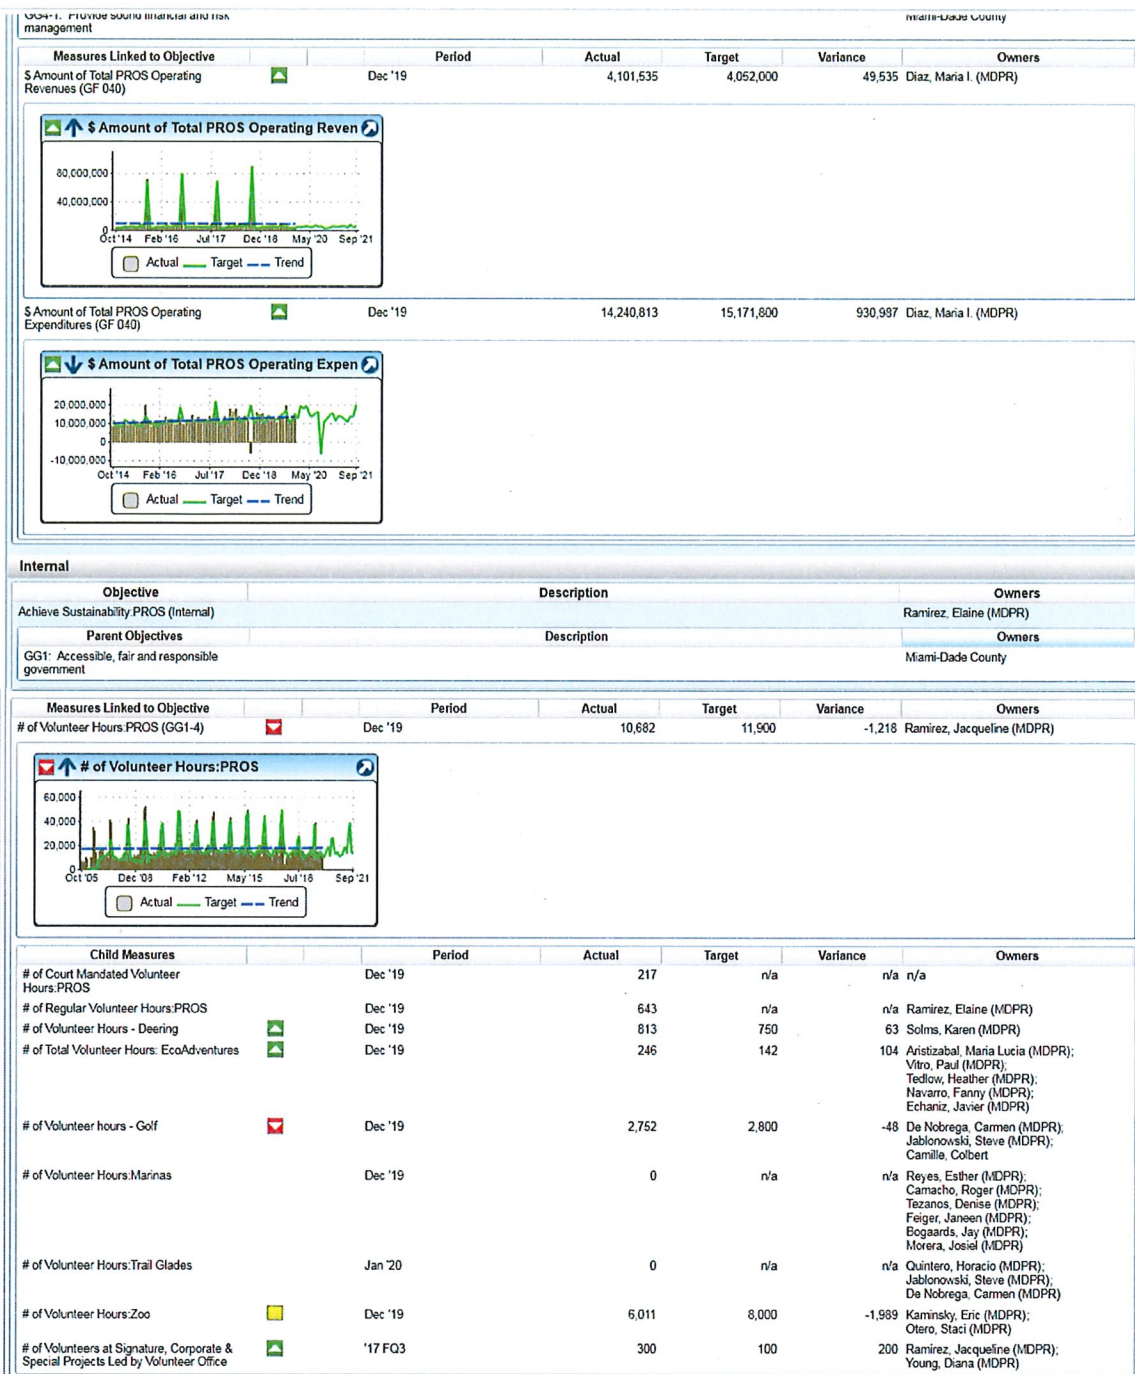 GG4-1: Provide sound financial and risk
management
Miami-Dade County
Measures Linked to Objective Period Actual Target Variance Owners
$ Amount of Total PROS Operating
Revenues (GF 040)
Dec '19 4,101,535 4,052,000 49,535 Diaz, Maria I. (MDPR)
$ Amount of Total PROS Operating Reven
80,000,000
40,000,000
0
Oct '14 Feb '16 Jul '17 Dec '18 May '20 Sep '21
Actual Target Trend
$ Amount of Total PROS Operating
Expenditures (GF 040)
Dec '19 14,240,813 15,171,800 930,987 Diaz, Maria I. (MDPR)
$ Amount of Total PROS Operating Expen
20,000,000
10,000,000
0
-10,000,000
Oct '14 Feb '16 Jul '17 Dec '18 May '20 Sep '21
Actual Target Trend
Internal
Objective Description Owners
Achieve Sustainability:PROS (Internal) Ramirez, Elaine (MDPR)
Parent Objectives Description Owners
GG1: Accessible, fair and responsible
government
Miami-Dade County
Measures Linked to Objective Period Actual Target Variance Owners
# of Volunteer Hours:PROS (GG1-4) Dec '19 10,682 11,900 -1,218 Ramirez, Jacqueline (MDPR)
# of Volunteer Hours:PROS
60,000
40,000
20,000
0
Oct '05 Dec '08 Feb '12 May '15 Jul '18 Sep '21
Actual Target Trend
Child Measures Period Actual Target Variance Owners
# of Court Mandated Volunteer
Hours:PROS
Dec '19 217 n/a n/a n/a
# of Regular Volunteer Hours:PROS Dec '19 643 n/a n/a Ramirez, Elaine (MDPR)
# of Volunteer Hours - Deering Dec '19 813 750 63 Solms, Karen (MDPR)
# of Total Volunteer Hours: EcoAdventures Dec '19 246 142 104 Aristizabal, Maria Lucia (MDPR);
Vitro, Paul (MDPR);
Tedlow, Heather (MDPR);
Navarro, Fanny (MDPR);
Echaniz, Javier (MDPR)
# of Volunteer hours - Golf Dec '19 2,752 2,800 -48 De Nobrega, Carmen (MDPR);
Jablonowski, Steve (MDPR);
Camille, Colbert
# of Volunteer Hours:Marinas Dec '19 0 n/a n/a Reyes, Esther (MDPR);
Camacho, Roger (MDPR);
Tezanos, Denise (MDPR);
Feiger, Janeen (MDPR);
Bogaards, Jay (MDPR);
Morera, Josiel (MDPR)
# of Volunteer Hours:Trail Glades Jan '20 0 n/a n/a Quintero, Horacio (MDPR);
Jablonowski, Steve (MDPR);
De Nobrega, Carmen (MDPR)
# of Volunteer Hours:Zoo Dec '19 6,011 8,000 -1,989 Kaminsky, Eric (MDPR);
Otero, Staci (MDPR)
# of Volunteers at Signature, Corporate &
Special Projects Led by Volunteer Office
'17 FQ3 300 100 200 Ramirez, Jacqueline (MDPR);
Young, Diana (MDPR)